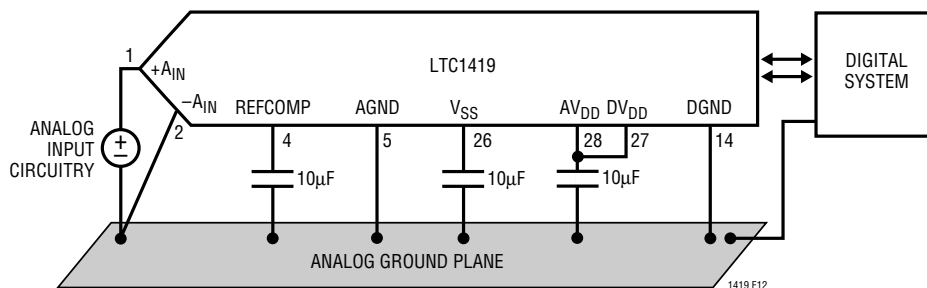 1
+AIN
LTC1419
DIGITAL
SYSTEM
–AIN
2
REFCOMP
AGND
VSS
AVDD
DVDD
DGND
4
5
26
28
27
14
ANALOG
INPUT
CIRCUITRY
+
–
10µF
10µF
10µF
ANALOG GROUND PLANE
1419 F12